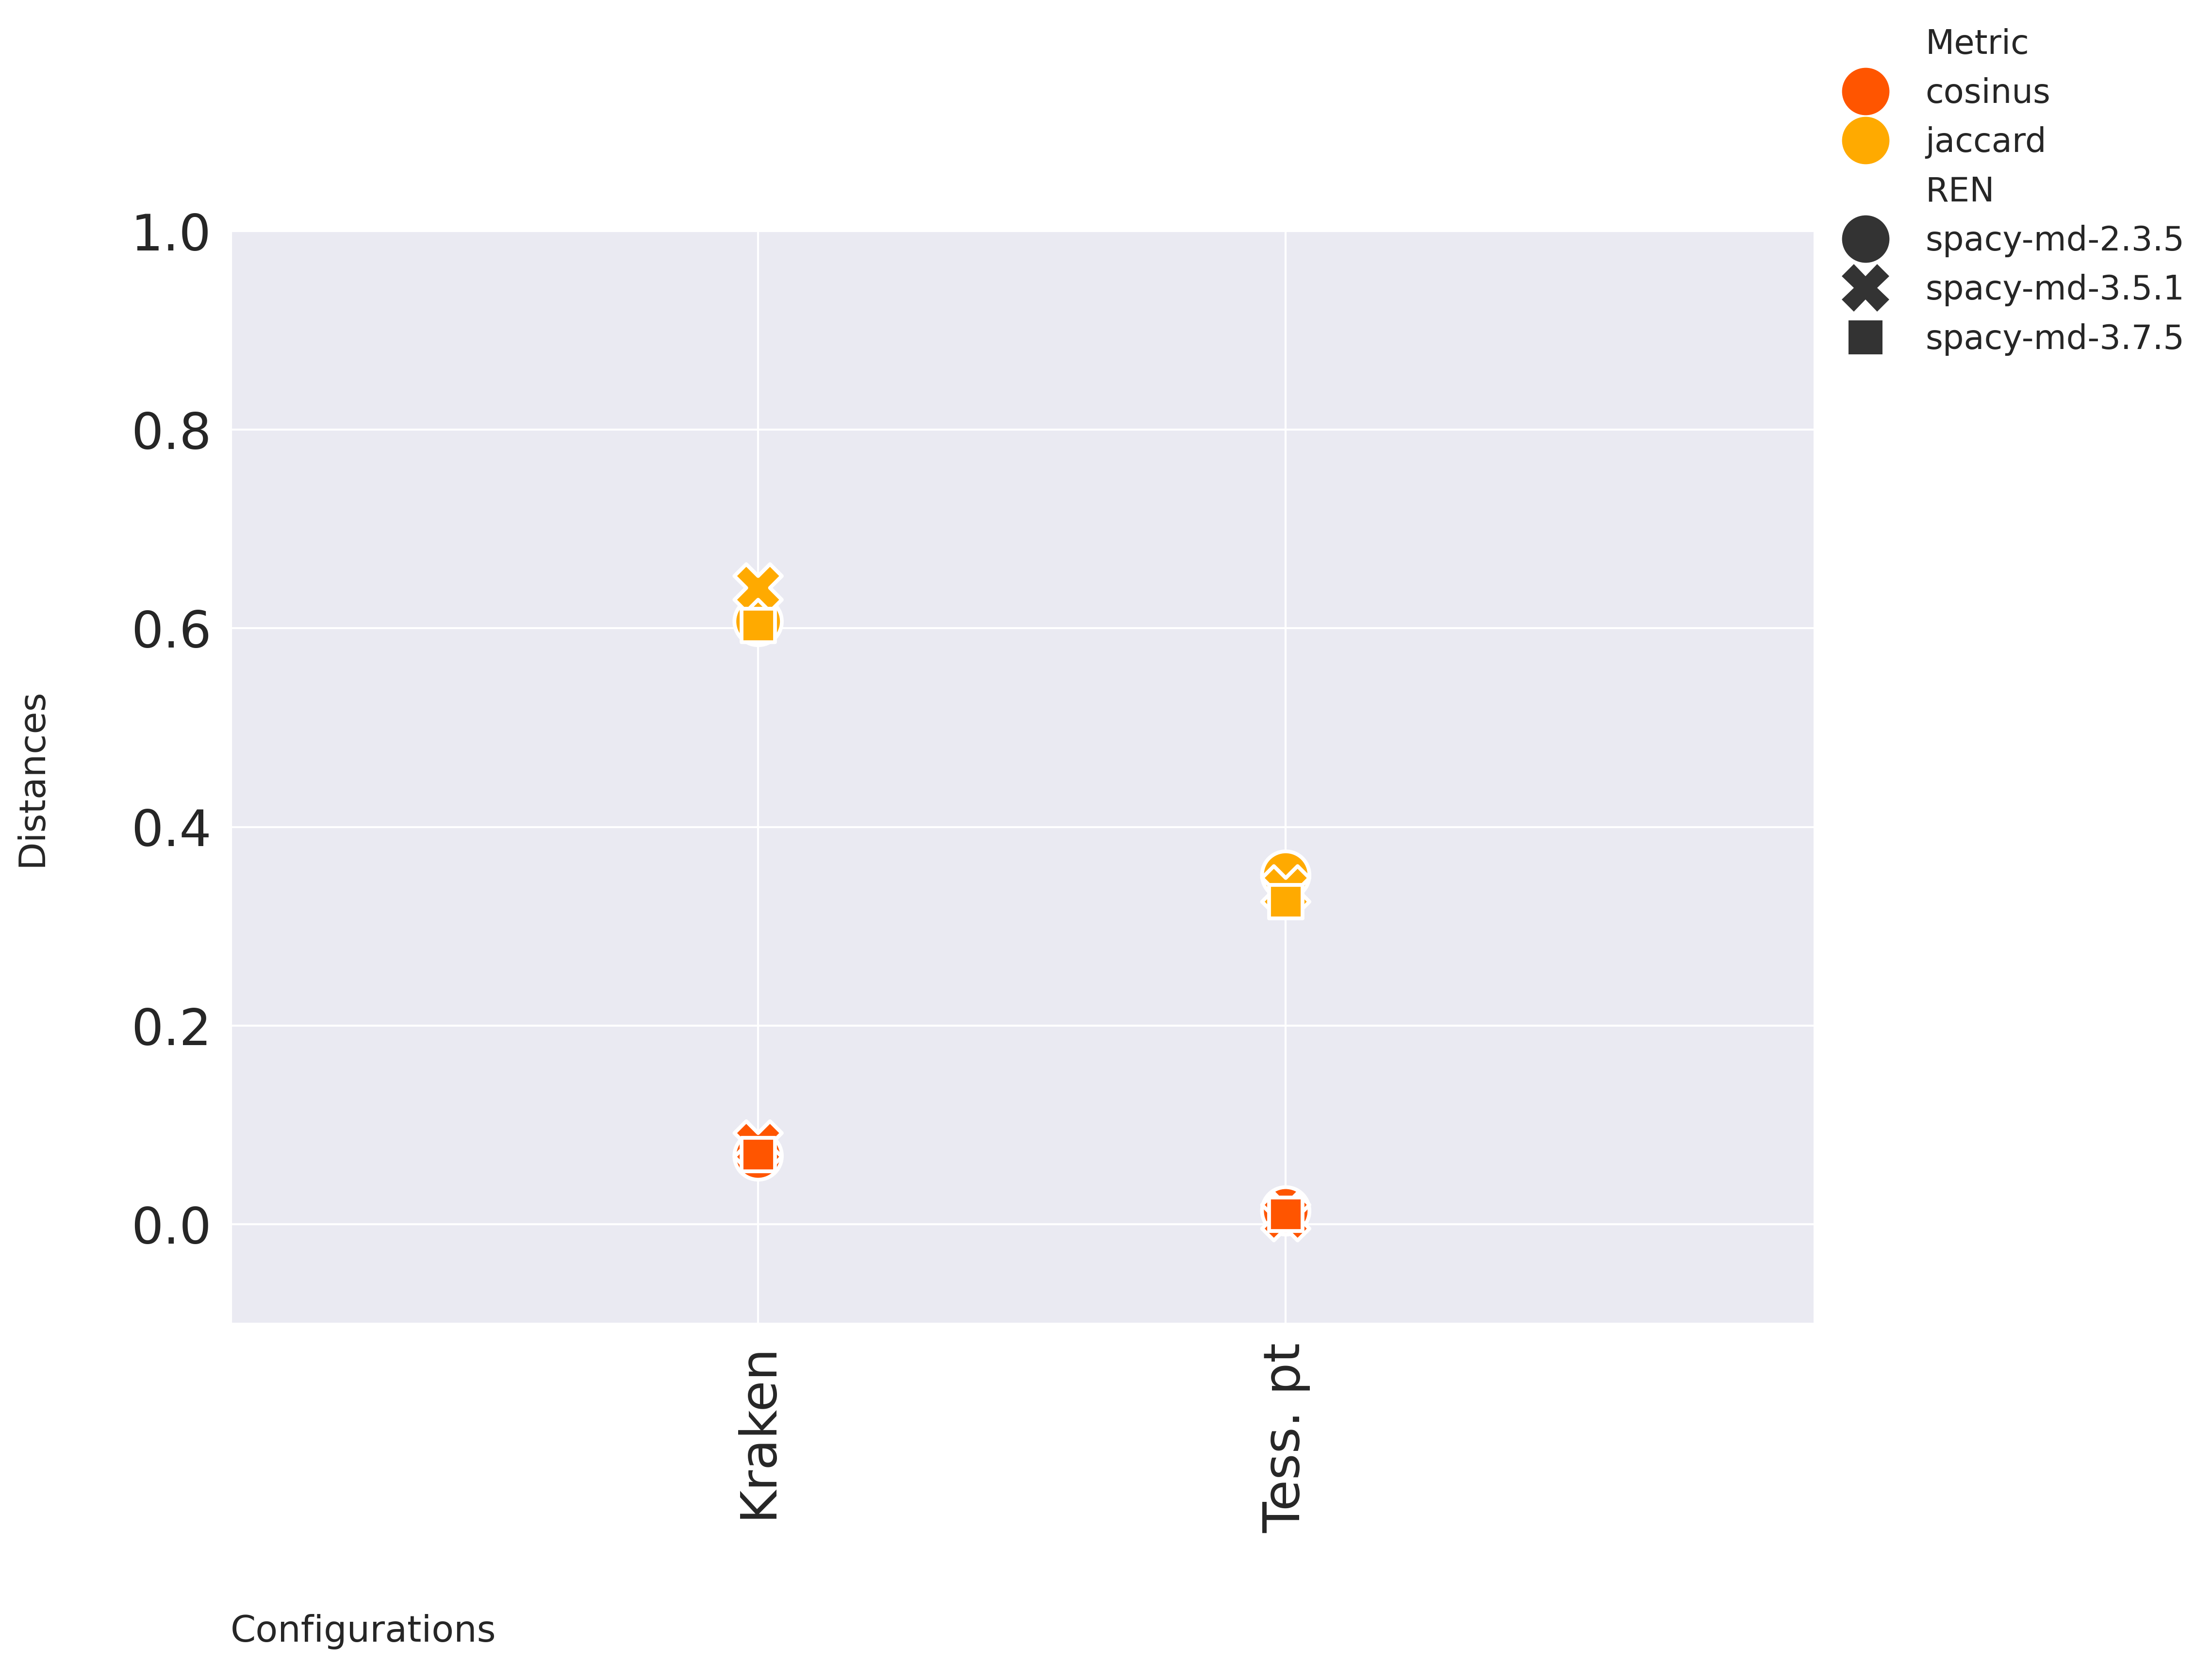 Metric
cosinus
jaccard
REN
spacy-md-2.3.5
spacy-md-3.5.1
spacy-md-3.7.5
1.0
0.8
0.6
0.4
0.2
0.0
Distances
Kraken
Tess. pt
Configurations